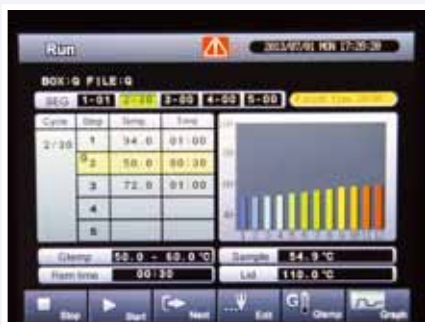 Run 2013/07/01 MON 17:26:20
BOX:Q FILE:Q
SEG 1-01 2-30 3-00 4-00 5-00
Cycle Step Temp Time
2/30 1 94.0 01:00
G 2 50.0 00:30
3 72.0 01:00
4
5
Gtemp 50.0 - 60.0 ℃ Sample 54.9 ℃
Rem time 00:30 Lid 110.0 ℃
Stop Start Next Exit Gtemp Graph